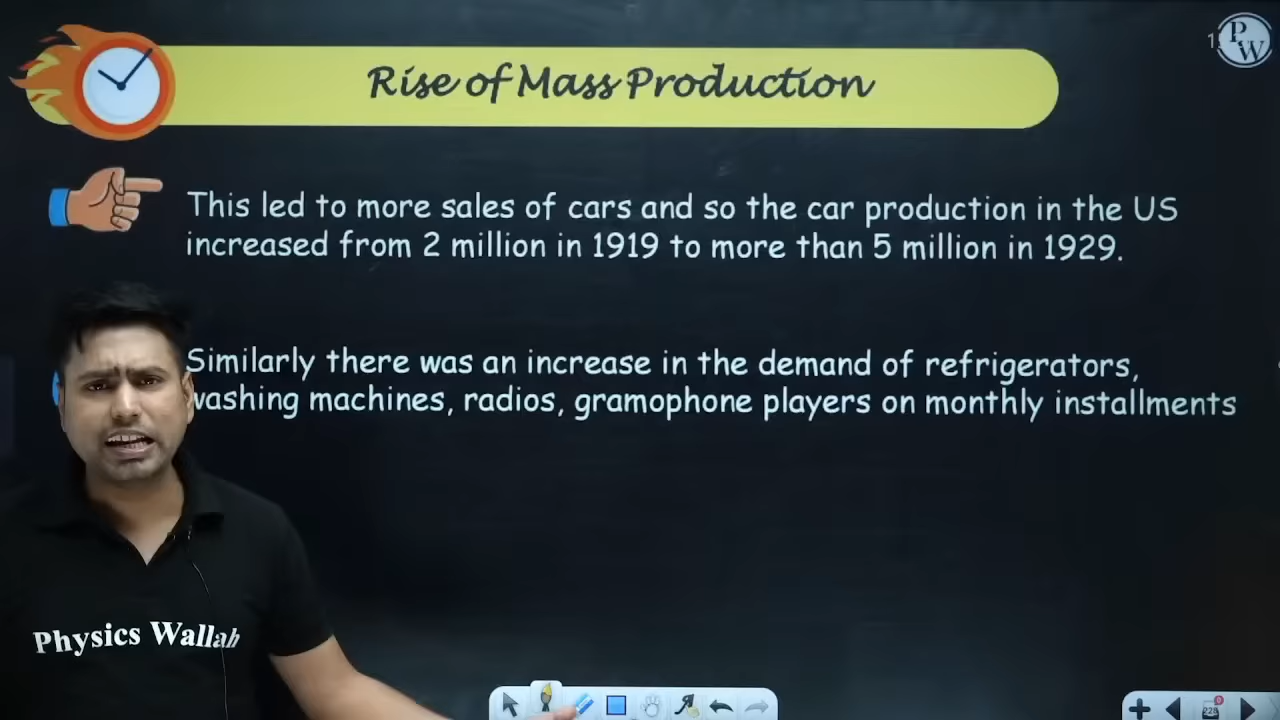 Rise of Mass Production
P
W
This led to more sales of cars and so the car production in the US
increased from 2 million in 1919 to more than 5 million in 1929.
Similarly there was an increase in the demand of refrigerators,
washing machines, radios, gramophone players on monthly installments
Physics Wallah
228